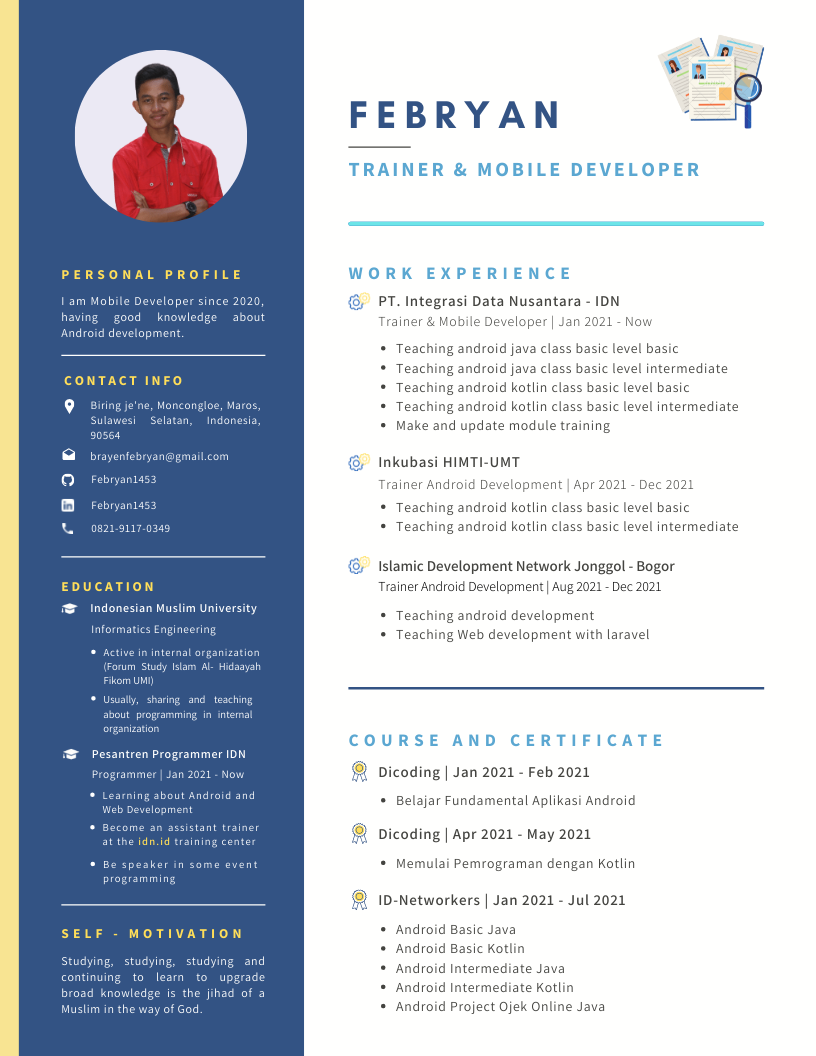 FEBRYAN
TRAINER & MOBILE DEVELOPER
PERSONAL PROFILE
I am Mobile Developer since 2020,
having good knowledge about
Android development.
CONTACT INFO
Biring je'ne, Moncongloe, Maros,
Sulawesi Selatan, Indonesia,
90564
brayenfebryan@gmail.com
Febryan1453
Febryan1453
0821-9117-0349
EDUCATION
Indonesian Muslim University
Informatics Engineering
Active in internal organization
(Forum Study Islam Al- Hidaayah
Fikom UMI)
Usually, sharing and teaching
about programming in internal
organization
Pesantren Programmer IDN
Programmer | Jan 2021 - Now
Learning about Android and
Web Development
Become an assistant trainer
at the idn.id training center
Be speaker in some event
programming
SELF - MOTIVATION
Studying, studying, studying and
continuing to learn to upgrade
broad knowledge is the jihad of a
Muslim in the way of God.
WORK EXPERIENCE
PT. Integrasi Data Nusantara - IDN
Trainer & Mobile Developer | Jan 2021 - Now
Teaching android java class basic level basic
Teaching android java class basic level intermediate
Teaching android kotlin class basic level basic
Teaching android kotlin class basic level intermediate
Make and update module training
Inkubasi HIMTI-UMT
Trainer Android Development | Apr 2021 - Dec 2021
Teaching android kotlin class basic level basic
Teaching android kotlin class basic level intermediate
Islamic Development Network Jonggol - Bogor
Trainer Android Development | Aug 2021 - Dec 2021
Teaching android development
Teaching Web development with laravel
COURSE AND CERTIFICATE
Dicoding | Jan 2021 - Feb 2021
Belajar Fundamental Aplikasi Android
Dicoding | Apr 2021 - May 2021
Memulai Pemrograman dengan Kotlin
ID-Networkers | Jan 2021 - Jul 2021
Android Basic Java
Android Basic Kotlin
Android Intermediate Java
Android Intermediate Kotlin
Android Project Ojek Online Java